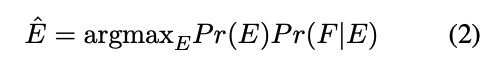 Ê = argmax_E Pr(E)Pr(F|E) (2)